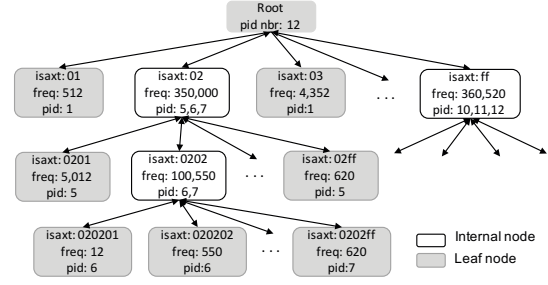 Root
pid nbr: 12
isaxt: 01
freq: 512
pid: 1
isaxt: 02
freq: 350,000
pid: 5,6,7
isaxt: 03
freq: 4,352
pid:1
. . .
isaxt: ff
freq: 360,520
pid: 10,11,12
isaxt: 0201
freq: 5,012
pid: 5
isaxt: 0202
freq: 100,550
pid: 6,7
. . .
isaxt: 02ff
freq: 620
pid: 5
isaxt: 020201
freq: 12
pid: 6
isaxt: 020202
freq: 550
pid:6
. . .
isaxt: 0202ff
freq: 620
pid:7
Internal node
Leaf node